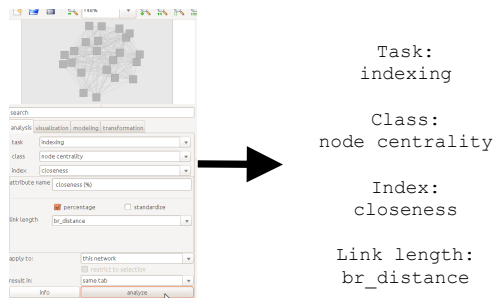 search
analysis visualization modeling transformation
task indexing
class node centrality
index closeness
attribute name closeness (%)
percentage standardize
link length br_distance
apply to: this network
restrict to selection
result in: same tab
info analyze
Task:
indexing
Class:
node centrality
Index:
closeness
Link length:
br_distance